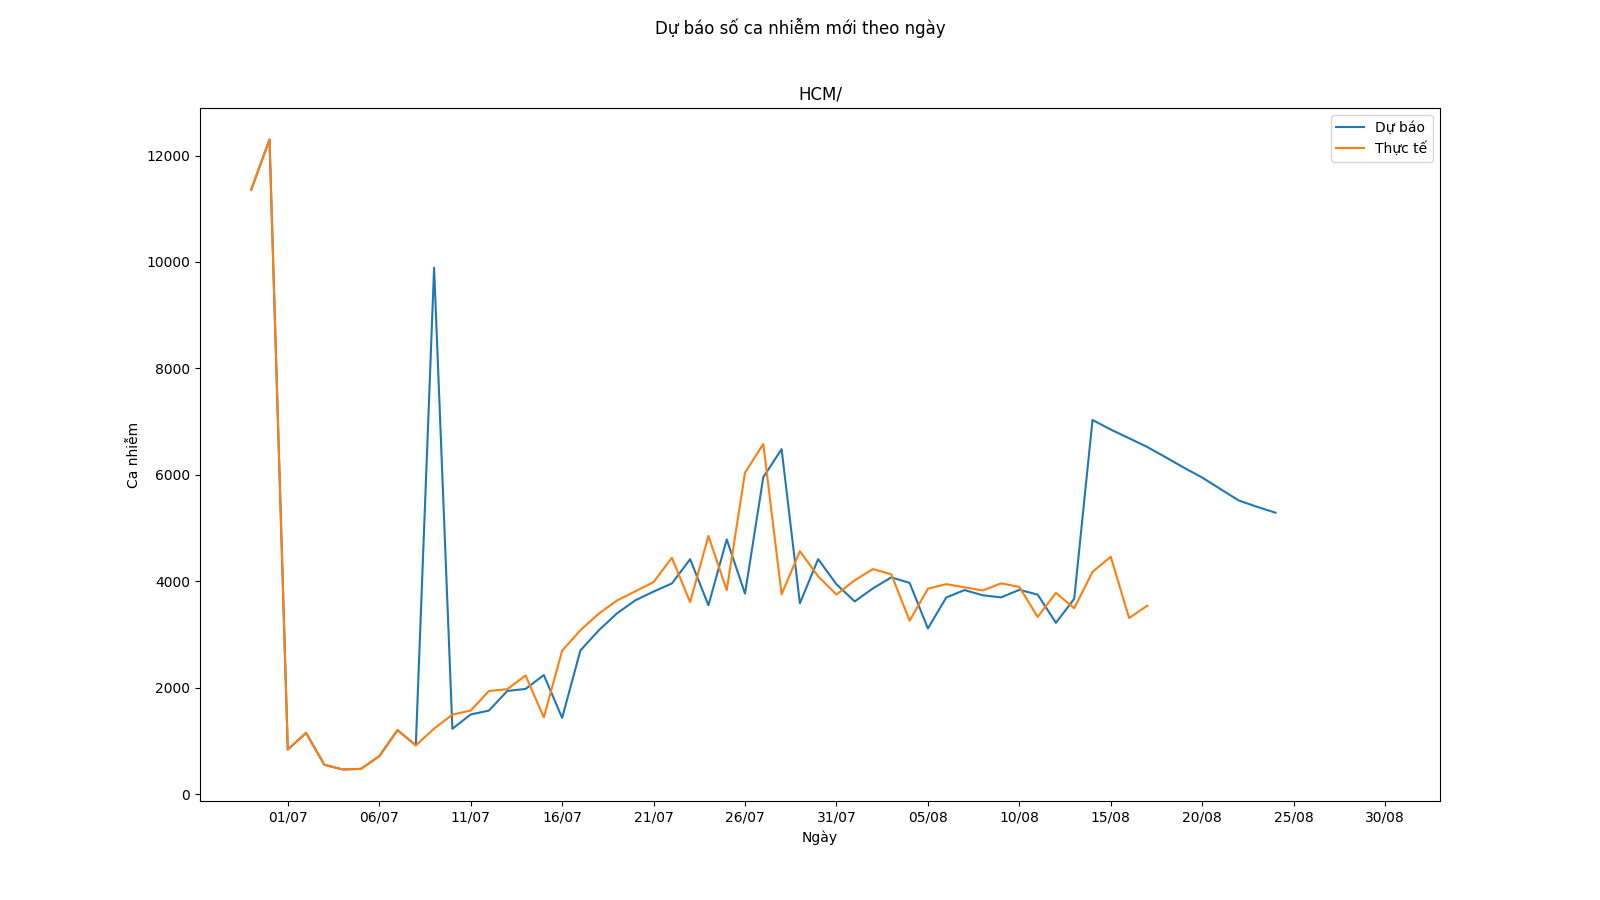 Dự báo số ca nhiễm mới theo ngày
HCM/
Dự báo
Thực tế
12000
10000
8000
6000
4000
2000
0
Ca nhiễm
01/07 06/07 11/07 16/07 21/07 26/07 31/07 05/08 10/08 15/08 20/08 25/08 30/08
Ngày